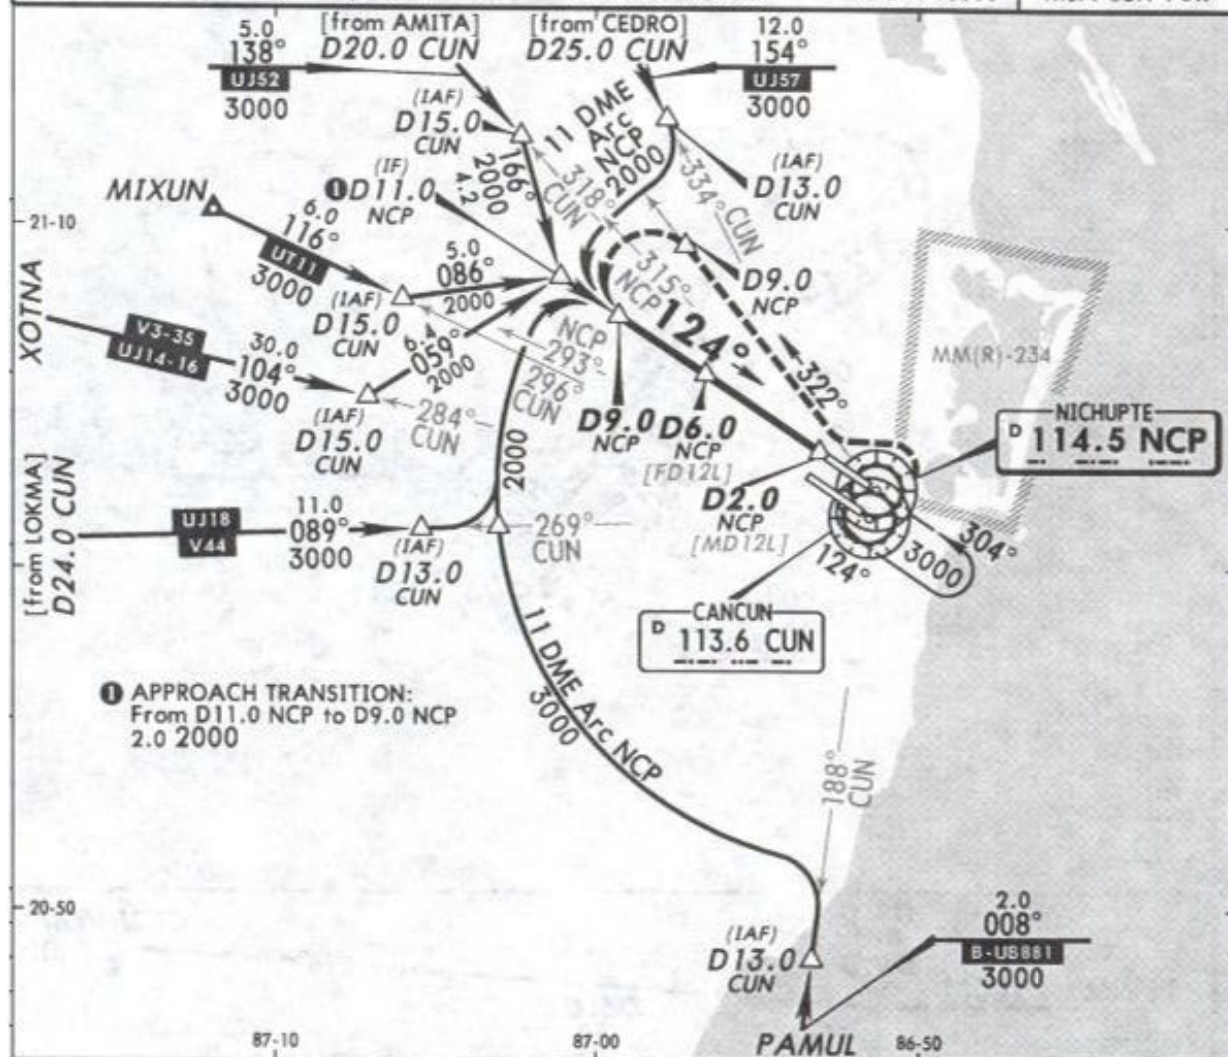 5.0
138°
UJ52
3000
[from AMITA]
D20.0 CUN
[from CEDRO]
D25.0 CUN
12.0
154°
UJ57
3000
(IAF)
D15.0
CUN
11 DME
Arc
NCP
2000
(IAF)
D13.0
CUN
(IF)
❶D11.0
NCP
166°
2000
4.2
318°
CUN
334° CUN
MIXUN
21-10
6.0
116°
UT11
3000
5.0
086°
2000
315°
NCP
D9.0
NCP
124°
322°
MM(R)-234
XOTNA
(IAF)
D15.0
CUN
V3-35
UJ14-16
30.0
104°
3000
6.4
059°
2000
NCP
293°
296°
CUN
(IAF)
D15.0
CUN
284°
CUN
D9.0
NCP
D6.0
NCP
[FD12L]
NICHUPTE
D 114.5 NCP
D2.0
NCP
[MD12L]
[from LOKMA]
D24.0 CUN
UJ18
V44
11.0
089°
3000
2000
(IAF)
D13.0
CUN
269°
CUN
304°
3000
124°
CANCUN
D 113.6 CUN
❶ APPROACH TRANSITION:
From D11.0 NCP to D9.0 NCP
2.0 2000
11 DME Arc NCP
3000
188°
CUN
20-50
(IAF)
D13.0
CUN
2.0
008°
B-UB881
3000
87-10
87-00
PAMUL
86-50